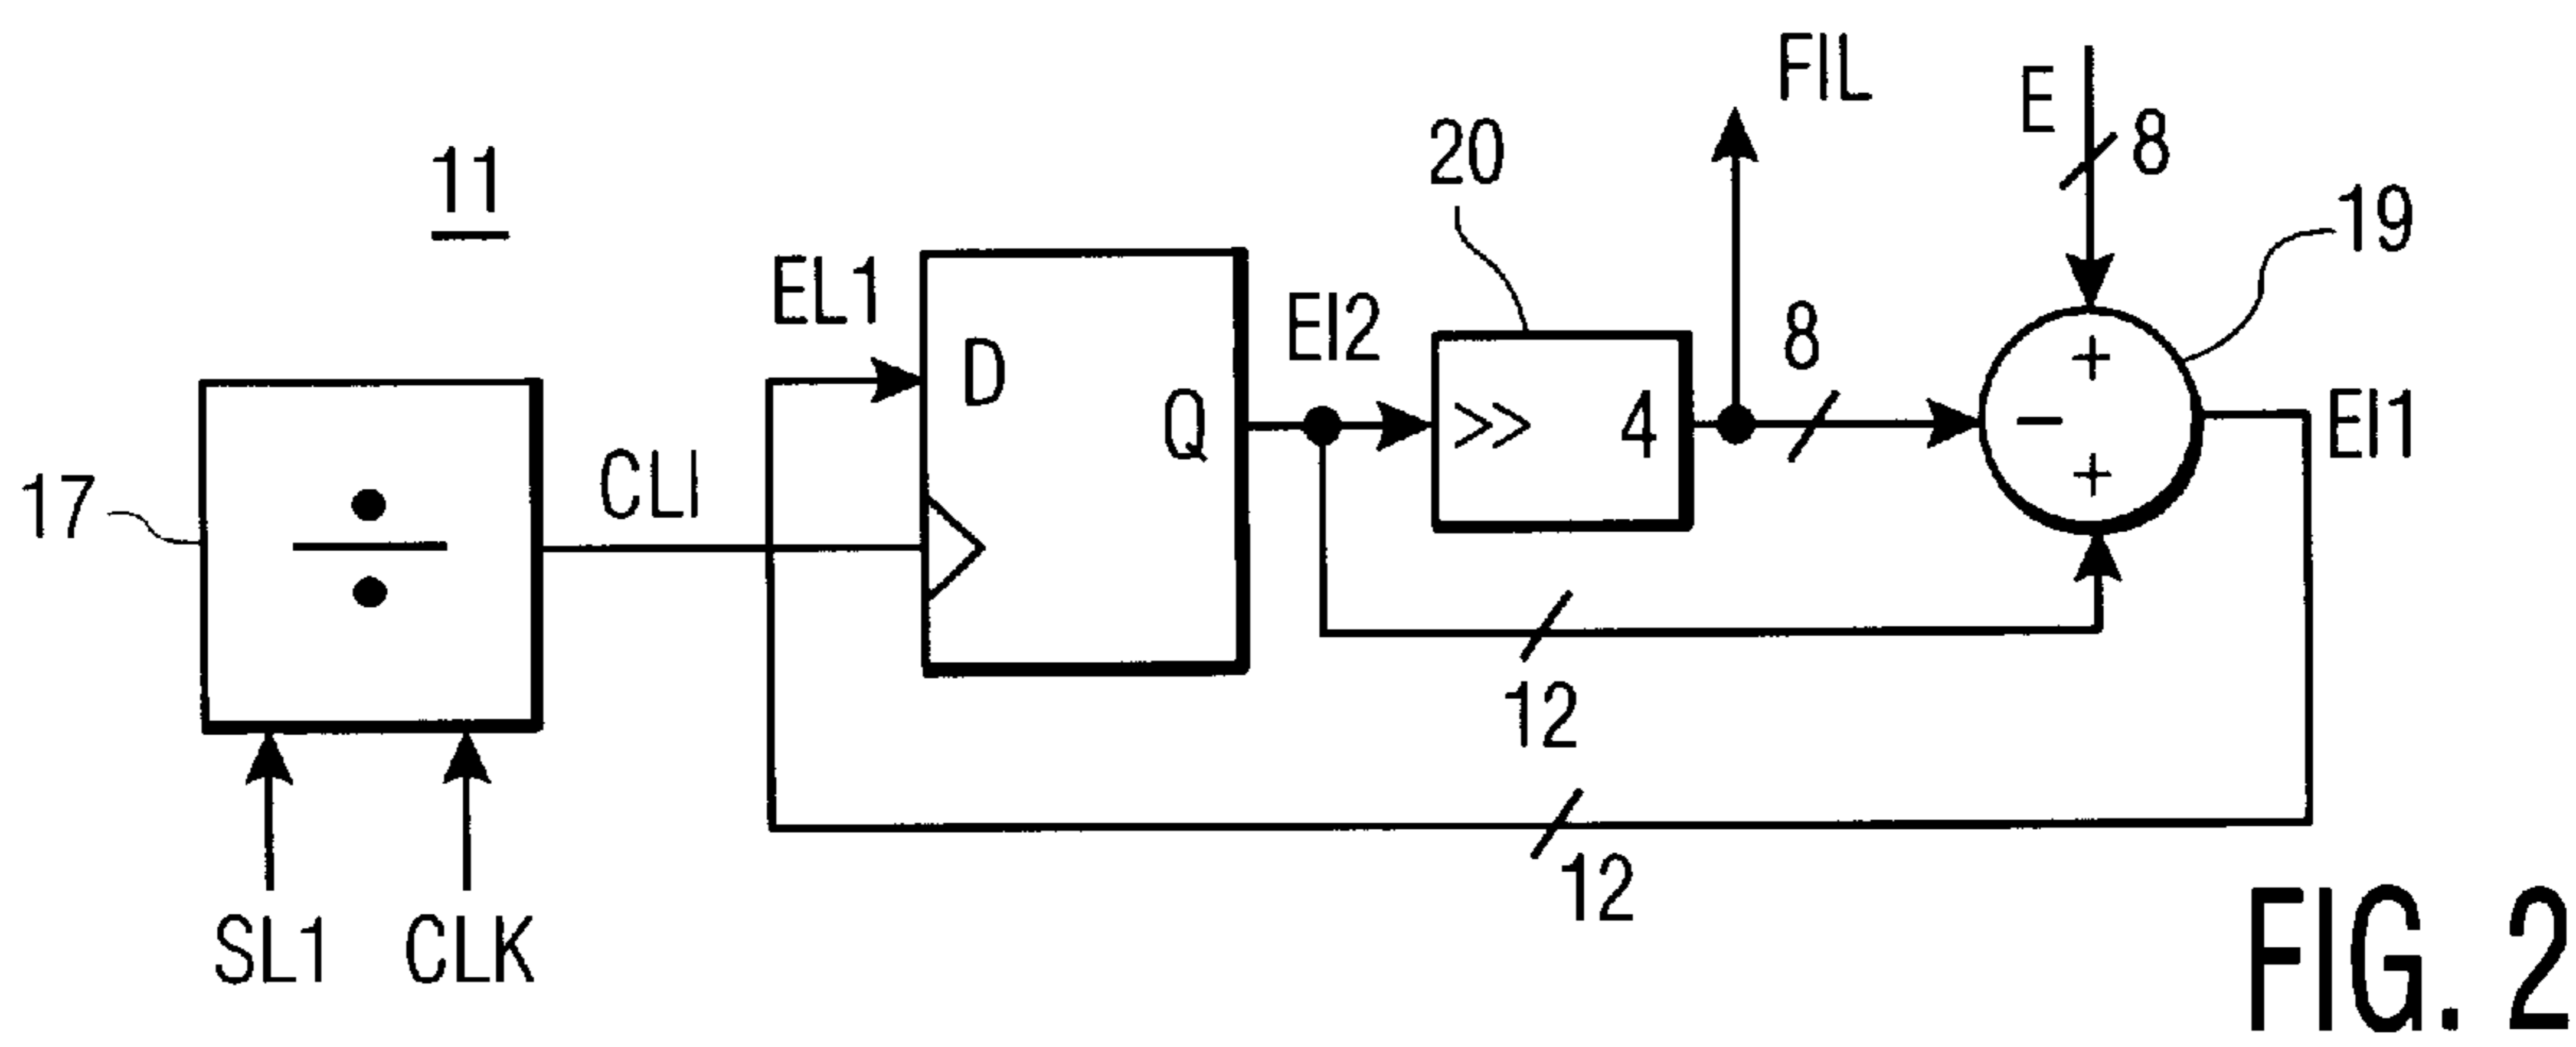 11
17
÷
SL1
CLK
CLI
EL1
D
Q
EI2
20
>> 4
FIL
8
E
8
19
+
−
+
EI1
12
12
FIG. 2